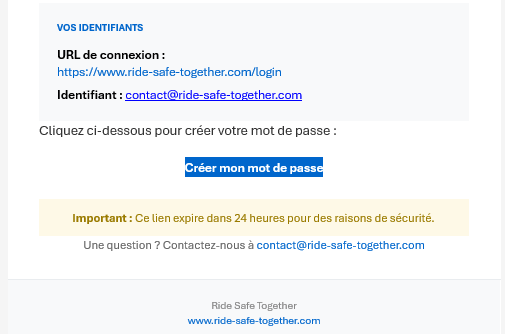 VOS IDENTIFIANTS
URL de connexion :
https://www.ride-safe-together.com/login
Identifiant : contact@ride-safe-together.com
Cliquez ci-dessous pour créer votre mot de passe :
Créer mon mot de passe
Important : Ce lien expire dans 24 heures pour des raisons de sécurité.
Une question ? Contactez-nous à contact@ride-safe-together.com
Ride Safe Together
www.ride-safe-together.com